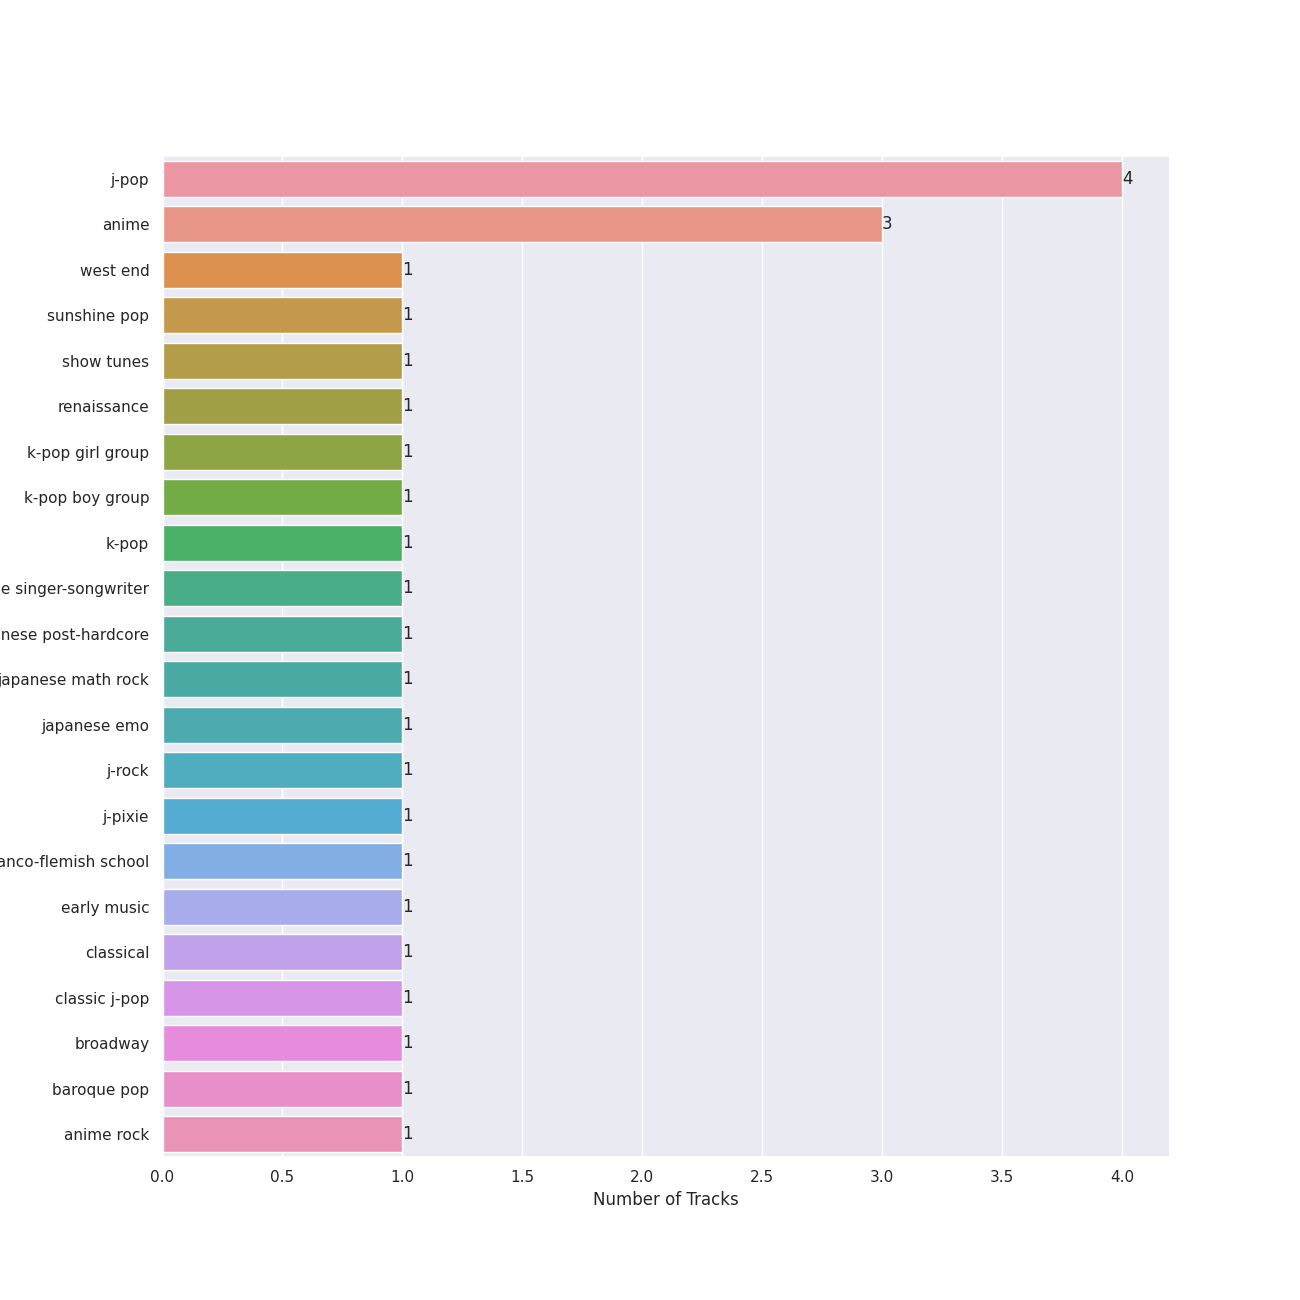 j-pop 4
anime 3
west end 1
sunshine pop 1
show tunes 1
renaissance 1
k-pop girl group 1
k-pop boy group 1
k-pop 1
e singer-songwriter 1
nese post-hardcore 1
japanese math rock 1
japanese emo 1
j-rock 1
j-pixie 1
anco-flemish school 1
early music 1
classical 1
classic j-pop 1
broadway 1
baroque pop 1
anime rock 1
0.0 0.5 1.0 1.5 2.0 2.5 3.0 3.5 4.0
Number of Tracks